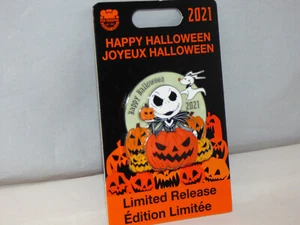 2021
HAPPY HALLOWEEN
JOYEUX HALLOWEEN
Happy Halloween
2021
Limited Release
Édition Limitée